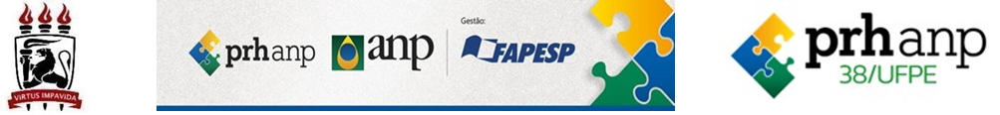 VIRTUS IMPAVIDA
Gestão:
prhanp
anp
FAPESP
prhanp
38/UFPE